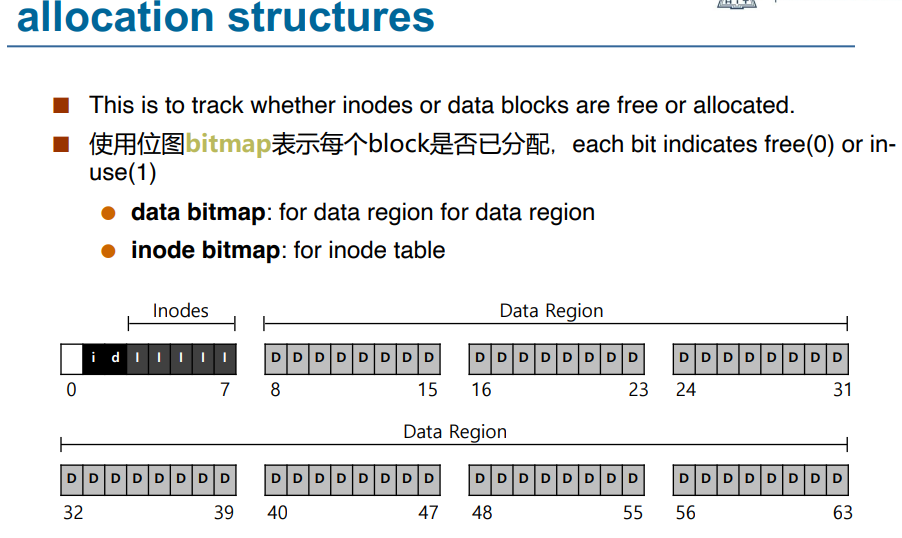 allocation structures
This is to track whether inodes or data blocks are free or allocated.
使用位图bitmap表示每个block是否已分配，each bit indicates free(0) or in-
use(1)
data bitmap: for data region for data region
inode bitmap: for inode table
Inodes Data Region
i d I I I I I D D D D D D D D D D D D D D D D D D D D D D D D
0 7 8 15 16 23 24 31
Data Region
D D D D D D D D D D D D D D D D D D D D D D D D D D D D D D D D
32 39 40 47 48 55 56 63